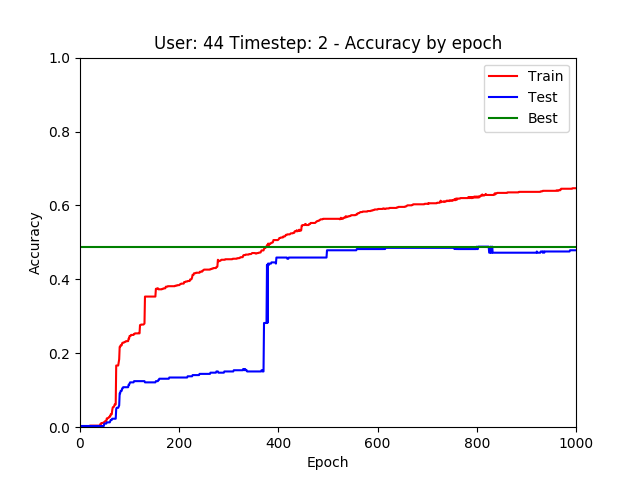 User: 44 Timestep: 2 - Accuracy by epoch
1.0
0.8
0.6
0.4
0.2
0.0
Accuracy
Train
Test
Best
0 200 400 600 800 1000
Epoch